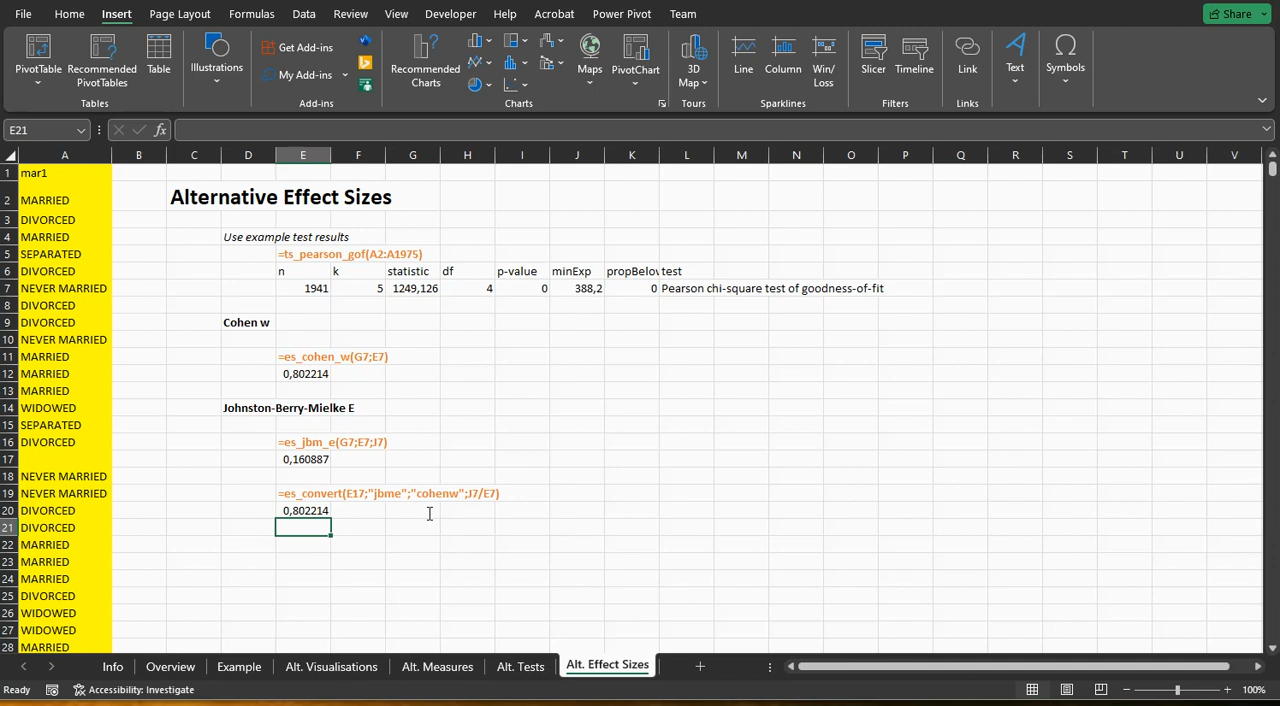 File Home Insert Page Layout Formulas Data Review View Developer Help Acrobat Power Pivot Team Share
PivotTable Recommended PivotTables Table Illustrations Get Add-ins My Add-ins Recommended Charts Maps PivotChart 3D Map Line Column Win/Loss Slicer Timeline Link Text Symbols
Tables Add-ins Charts Tours Sparklines Filters Links
E21 fx
A B C D E F G H I J K L M N O P Q R S T U V
1 mar1
2 MARRIED Alternative Effect Sizes
3 DIVORCED
4 MARRIED Use example test results
5 SEPARATED =ts_pearson_gof(A2:A1975)
6 DIVORCED n k statistic df p-value minExp propBelov test
7 NEVER MARRIED 1941 5 1249,126 4 0 388,2 0 Pearson chi-square test of goodness-of-fit
8 DIVORCED
9 DIVORCED Cohen w
10 NEVER MARRIED
11 MARRIED =es_cohen_w(G7;E7)
12 MARRIED 0,802214
13 MARRIED
14 WIDOWED Johnston-Berry-Mielke E
15 SEPARATED
16 DIVORCED =es_jbm_e(G7;E7;J7)
17 0,160887
18 NEVER MARRIED
19 NEVER MARRIED =es_convert(E17;"jbme";"cohenw";J7/E7)
20 DIVORCED 0,802214
21 DIVORCED
22 MARRIED
23 MARRIED
24 MARRIED
25 DIVORCED
26 WIDOWED
27 WIDOWED
28 MARRIED
Info Overview Example Alt. Visualisations Alt. Measures Alt. Tests Alt. Effect Sizes
Ready Accessibility: Investigate 100%